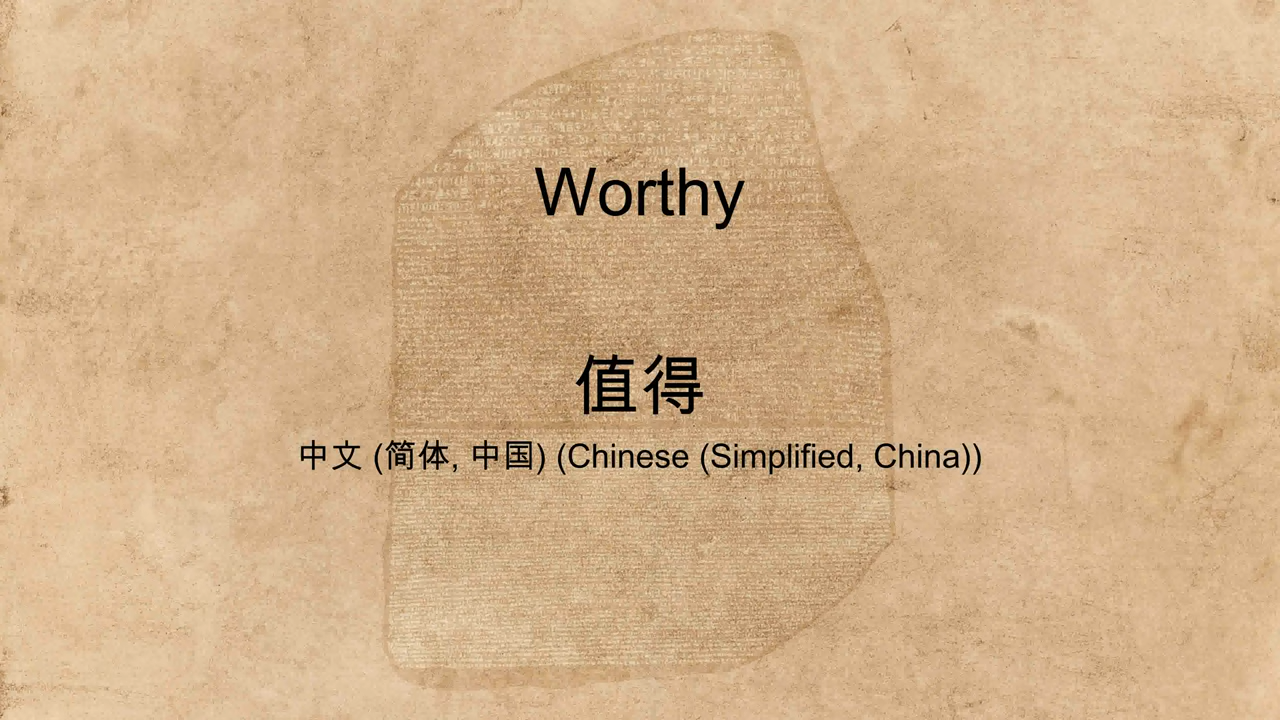 Worthy
值得
中文 (简体, 中国) (Chinese (Simplified, China))